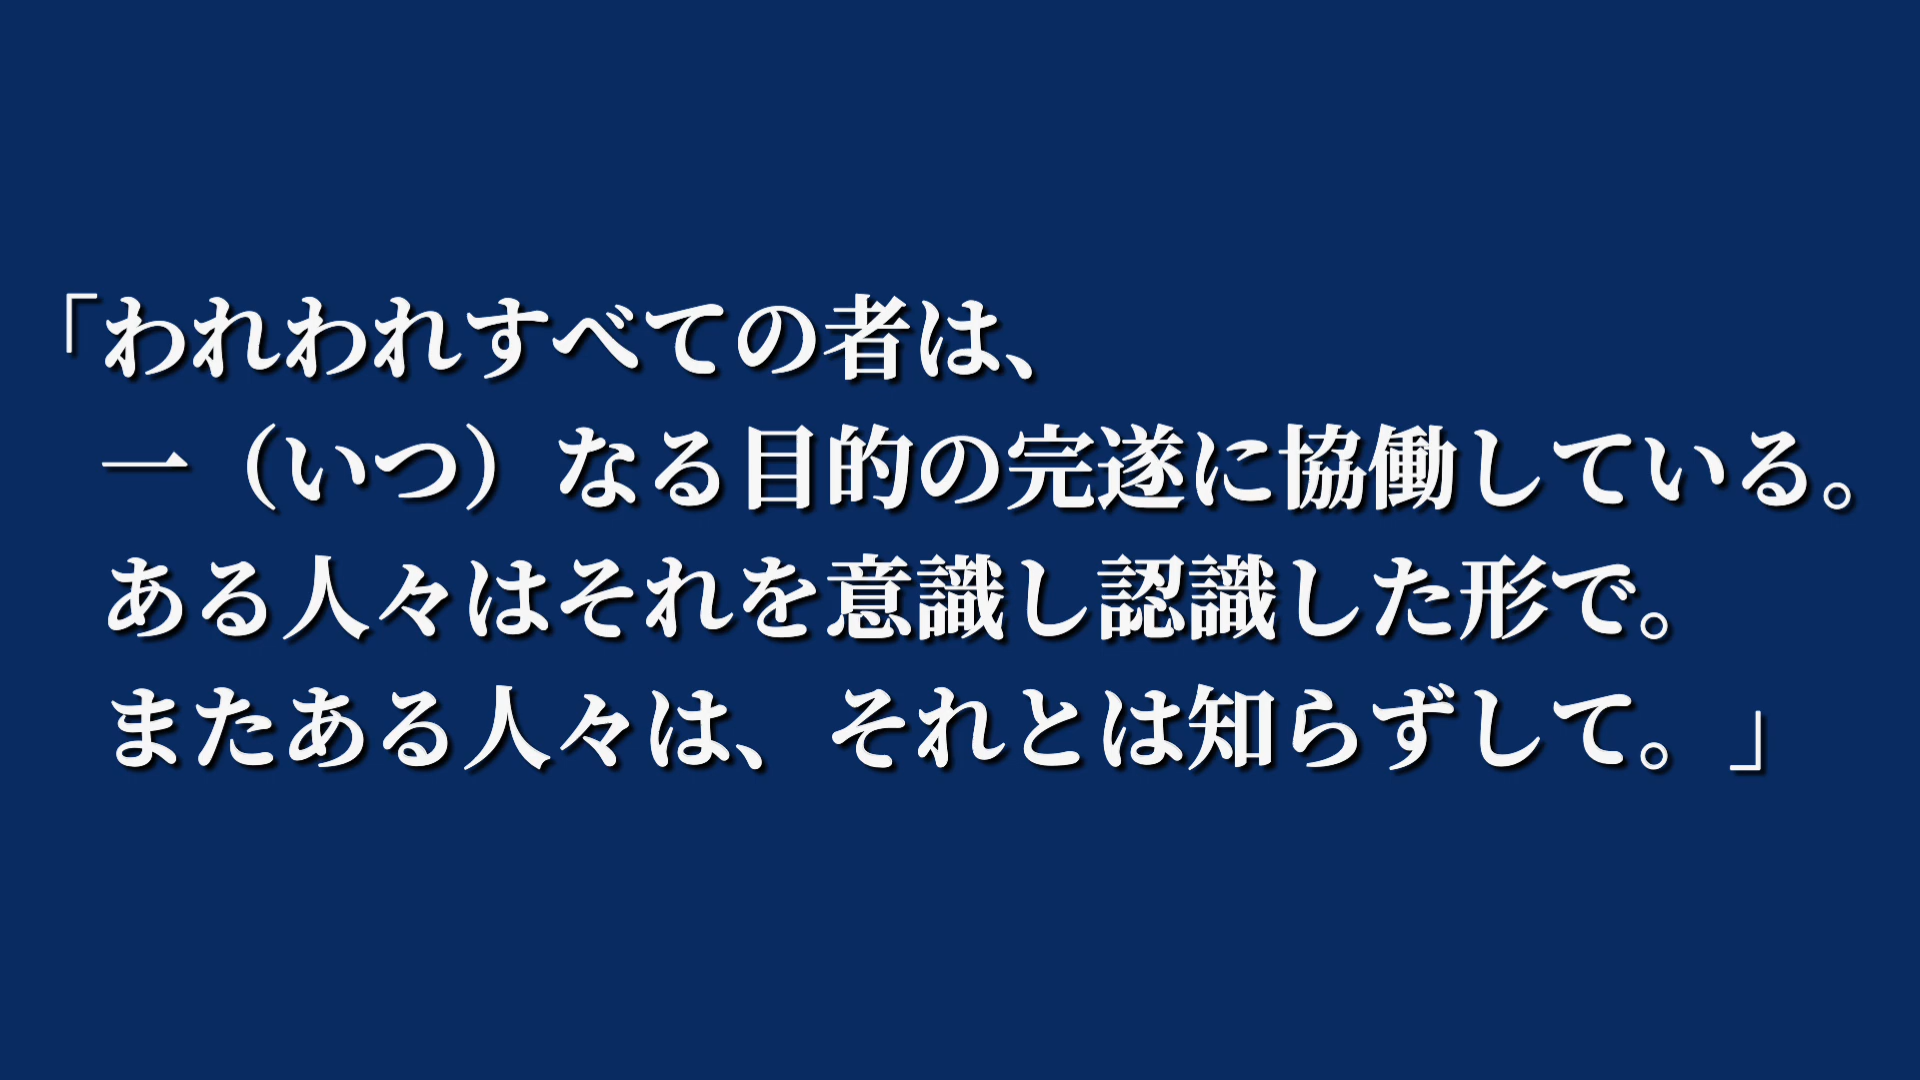 「われわれすべての者は、
一（いつ）なる目的の完遂に協働している。
ある人々はそれを意識し認識した形で。
またある人々は、それとは知らずして。」